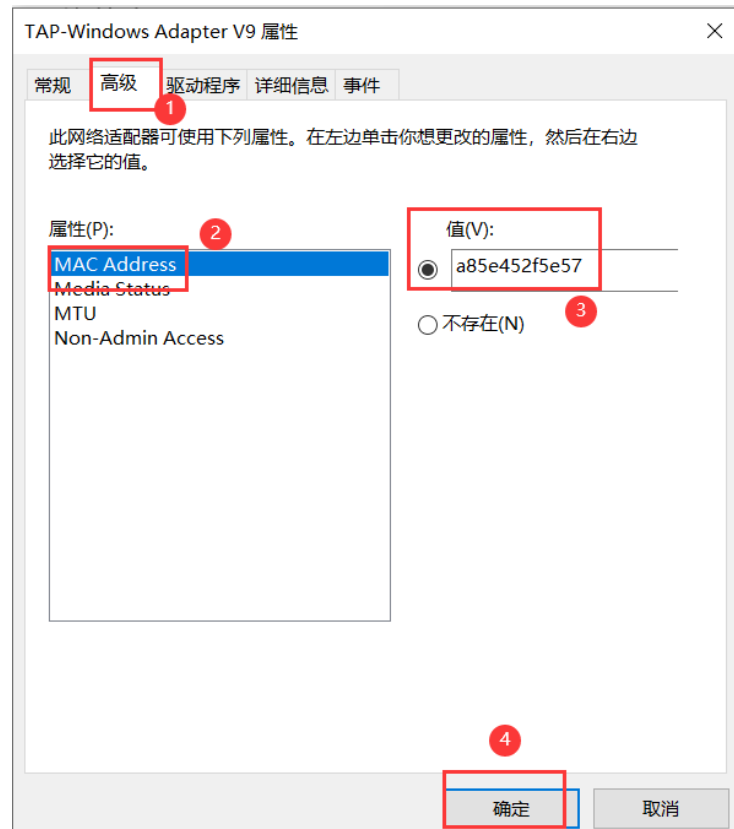 TAP-Windows Adapter V9 属性
常规 高级 驱动程序 详细信息 事件
1
此网络适配器可使用下列属性。在左边单击你想更改的属性，然后在右边
选择它的值。
属性(P):
2
值(V):
MAC Address
Media Status
MTU
Non-Admin Access
a85e452f5e57
3
不存在(N)
4
确定
取消